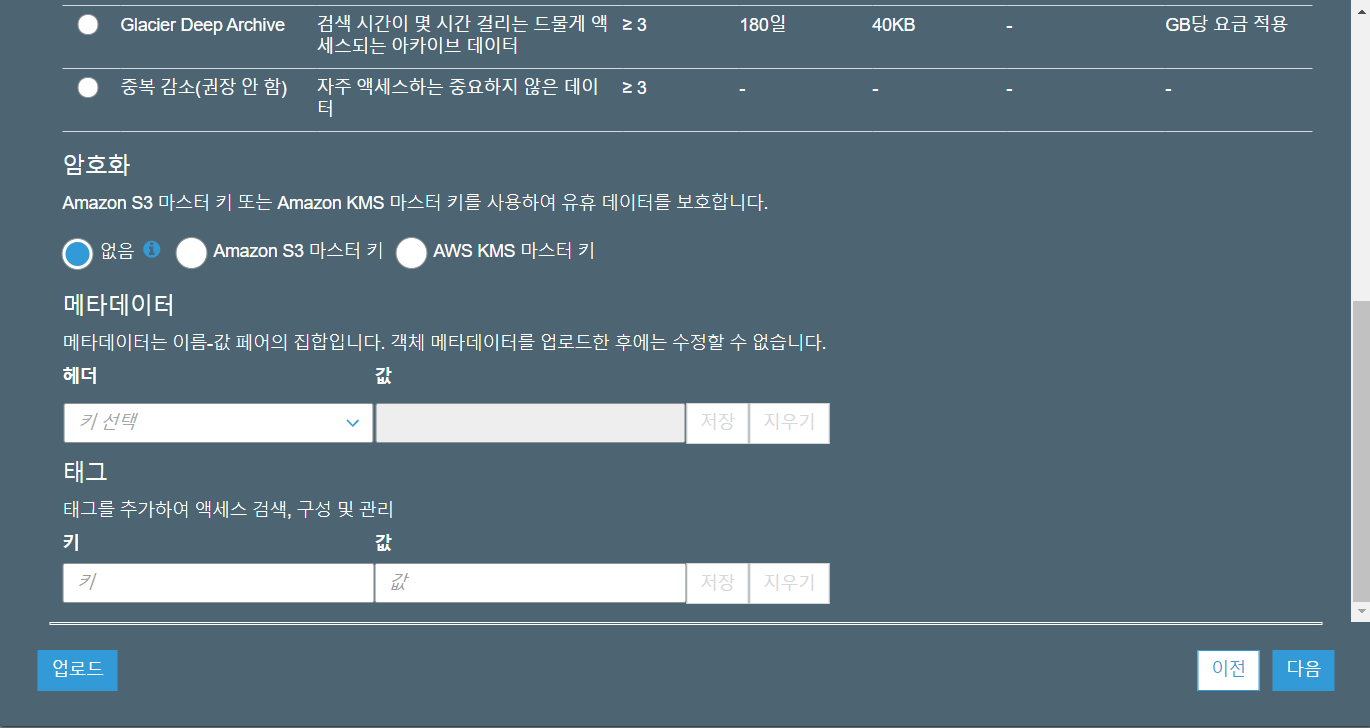 Glacier Deep Archive 검색 시간이 몇 시간 걸리는 드물게 액 ≥ 3 180일 40KB - GB당 요금 적용
세스되는 아카이브 데이터
중복 감소(권장 안 함) 자주 액세스하는 중요하지 않은 데이 ≥ 3 - - - -
터
암호화
Amazon S3 마스터 키 또는 Amazon KMS 마스터 키를 사용하여 유휴 데이터를 보호합니다.
없음 Amazon S3 마스터 키 AWS KMS 마스터 키
메타데이터
메타데이터는 이름-값 페어의 집합입니다. 객체 메타데이터를 업로드한 후에는 수정할 수 없습니다.
헤더 값
키 선택 저장 지우기
태그
태그를 추가하여 액세스 검색, 구성 및 관리
키 값
키 값 저장 지우기
업로드 이전 다음